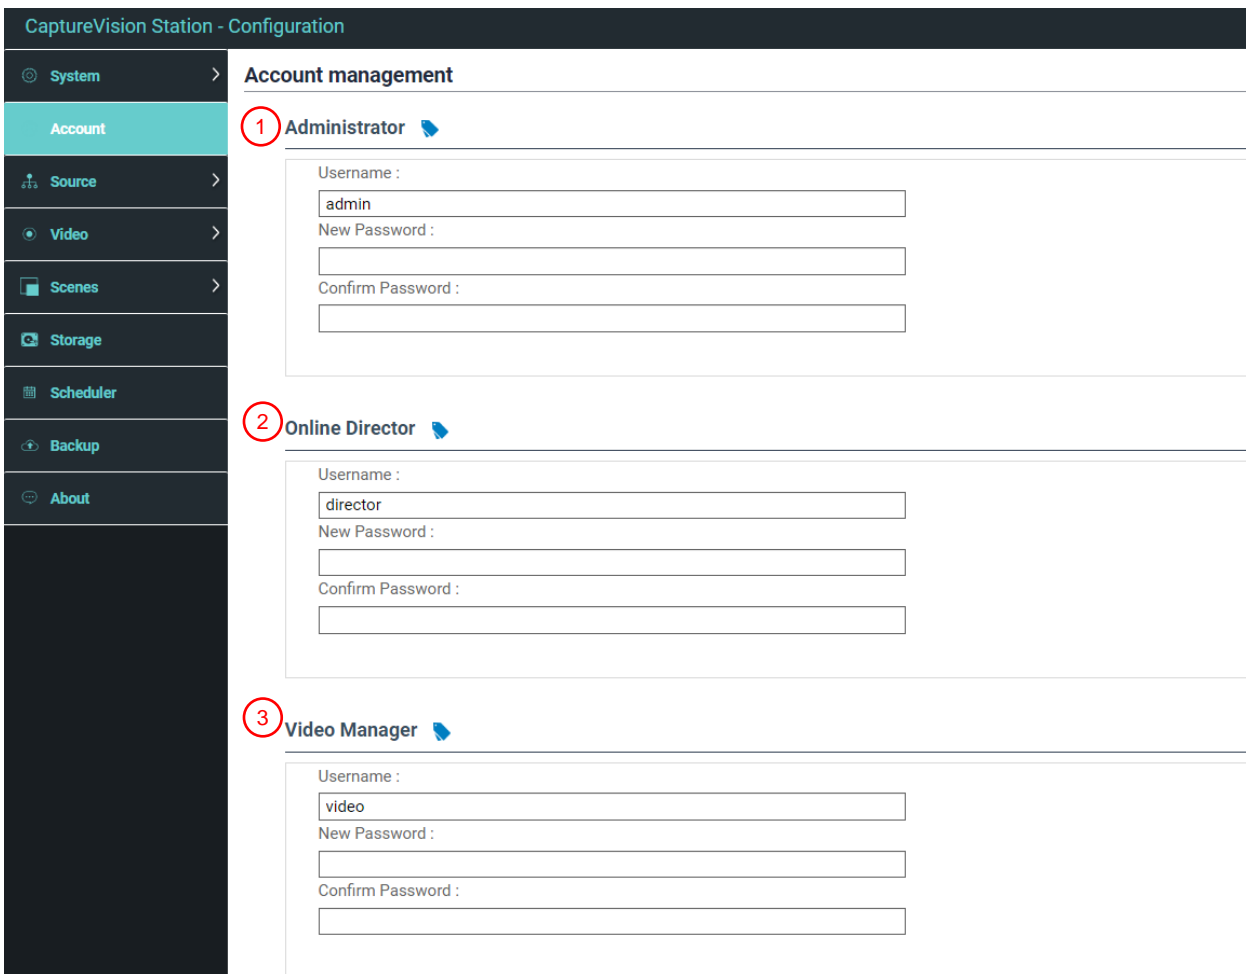 CaptureVision Station - Configuration
System
Account
Source
Video
Scenes
Storage
Scheduler
Backup
About
Account management
1 Administrator
Username :
admin
New Password :
Confirm Password :
2 Online Director
Username :
director
New Password :
Confirm Password :
3 Video Manager
Username :
video
New Password :
Confirm Password :